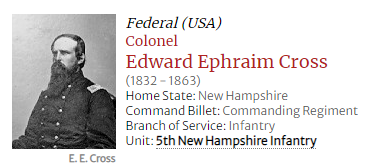 Federal (USA)
Colonel
Edward Ephraim Cross
(1832 - 1863)
Home State: New Hampshire
Command Billet: Commanding Regiment
Branch of Service: Infantry
Unit: 5th New Hampshire Infantry
E. E. Cross